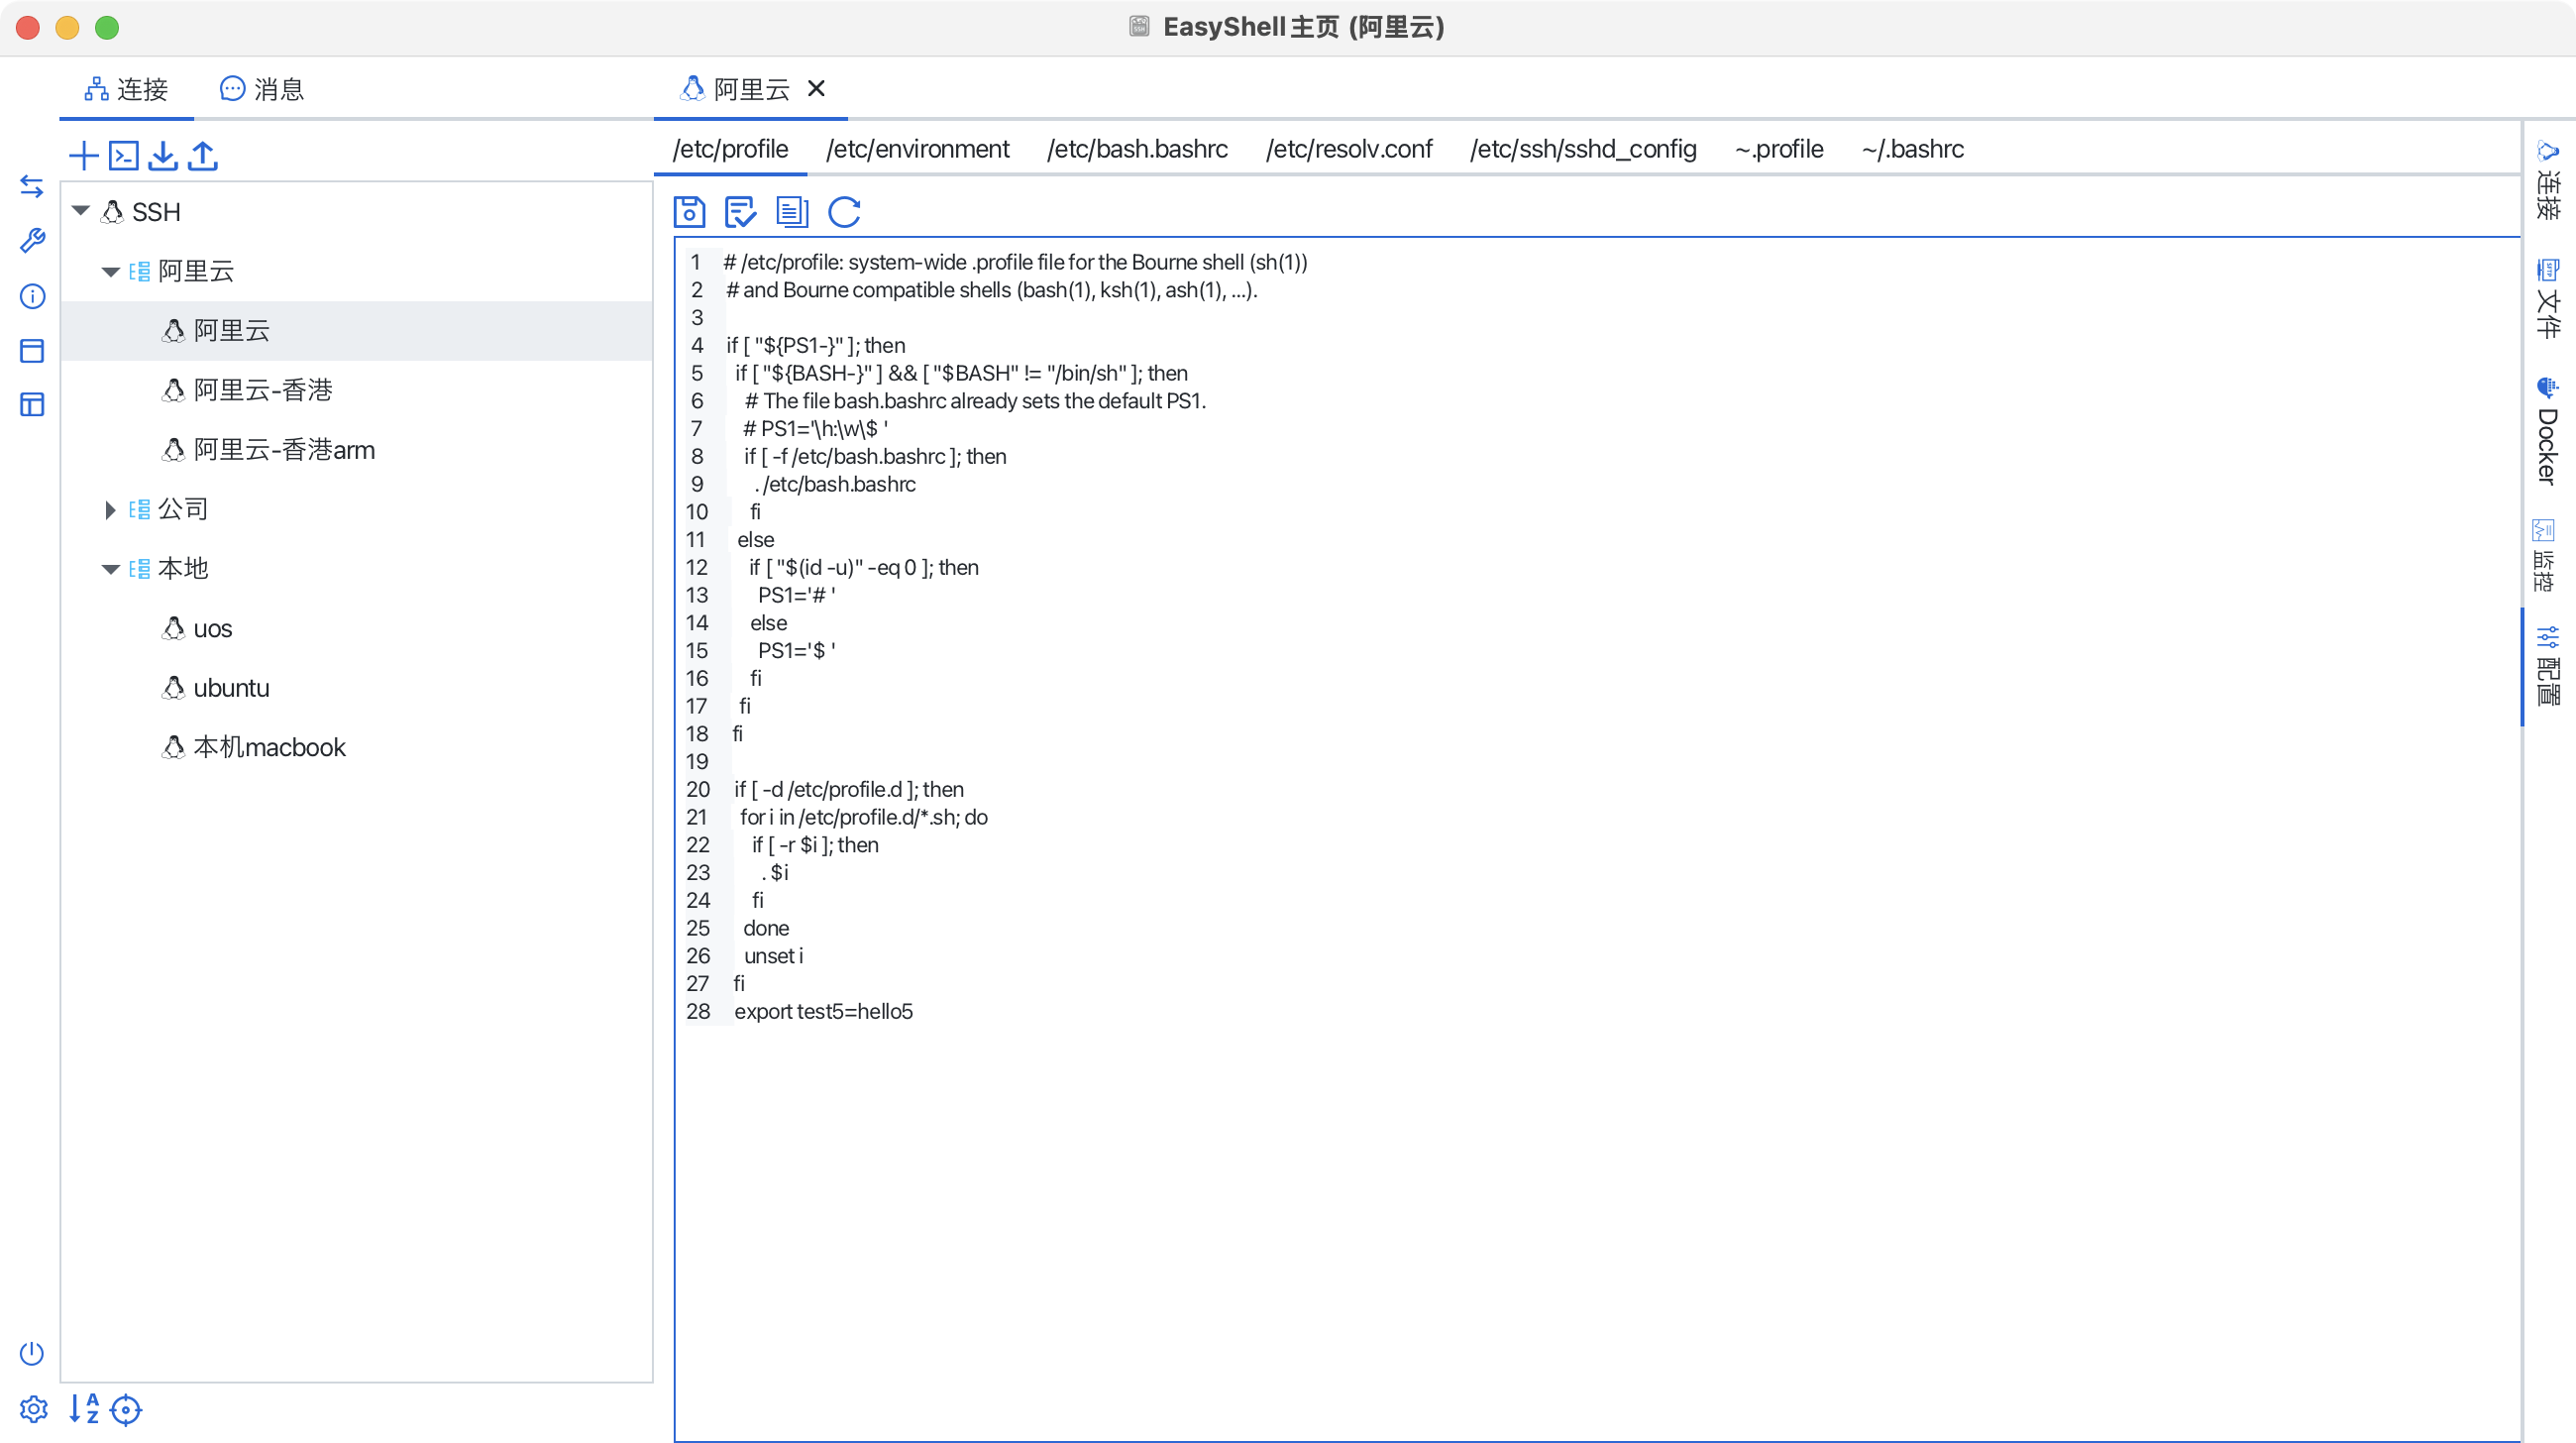 EasyShell主页 (阿里云)
连接
消息
SSH
阿里云
阿里云
阿里云-香港
阿里云-香港arm
公司
本地
uos
ubuntu
本机macbook
阿里云
/etc/profile /etc/environment /etc/bash.bashrc /etc/resolv.conf /etc/ssh/sshd_config ~.profile ~/.bashrc
1 # /etc/profile: system-wide .profile file for the Bourne shell (sh(1))
2 # and Bourne compatible shells (bash(1), ksh(1), ash(1), ...).
3
4 if [ "${PS1-}" ]; then
5 if [ "${BASH-}" ] && [ "$BASH" != "/bin/sh" ]; then
6 # The file bash.bashrc already sets the default PS1.
7 # PS1='\h:\w\$ '
8 if [ -f /etc/bash.bashrc ]; then
9 . /etc/bash.bashrc
10 fi
11 else
12 if [ "$(id -u)" -eq 0 ]; then
13 PS1='# '
14 else
15 PS1='$ '
16 fi
17 fi
18 fi
19
20 if [ -d /etc/profile.d ]; then
21 for i in /etc/profile.d/*.sh; do
22 if [ -r $i ]; then
23 . $i
24 fi
25 done
26 unset i
27 fi
28 export test5=hello5
连接
文件
Docker
监控
配置